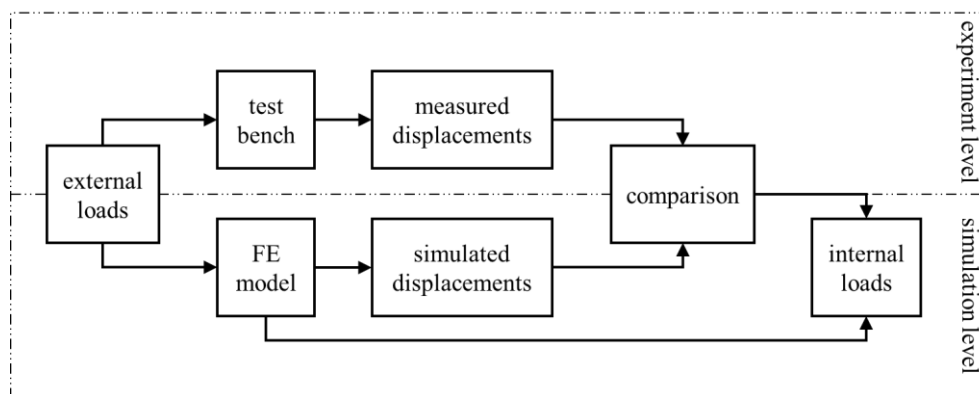 test
bench
measured
displacements
experiment level
external
loads
comparison
FE
model
simulated
displacements
internal
loads
simulation level